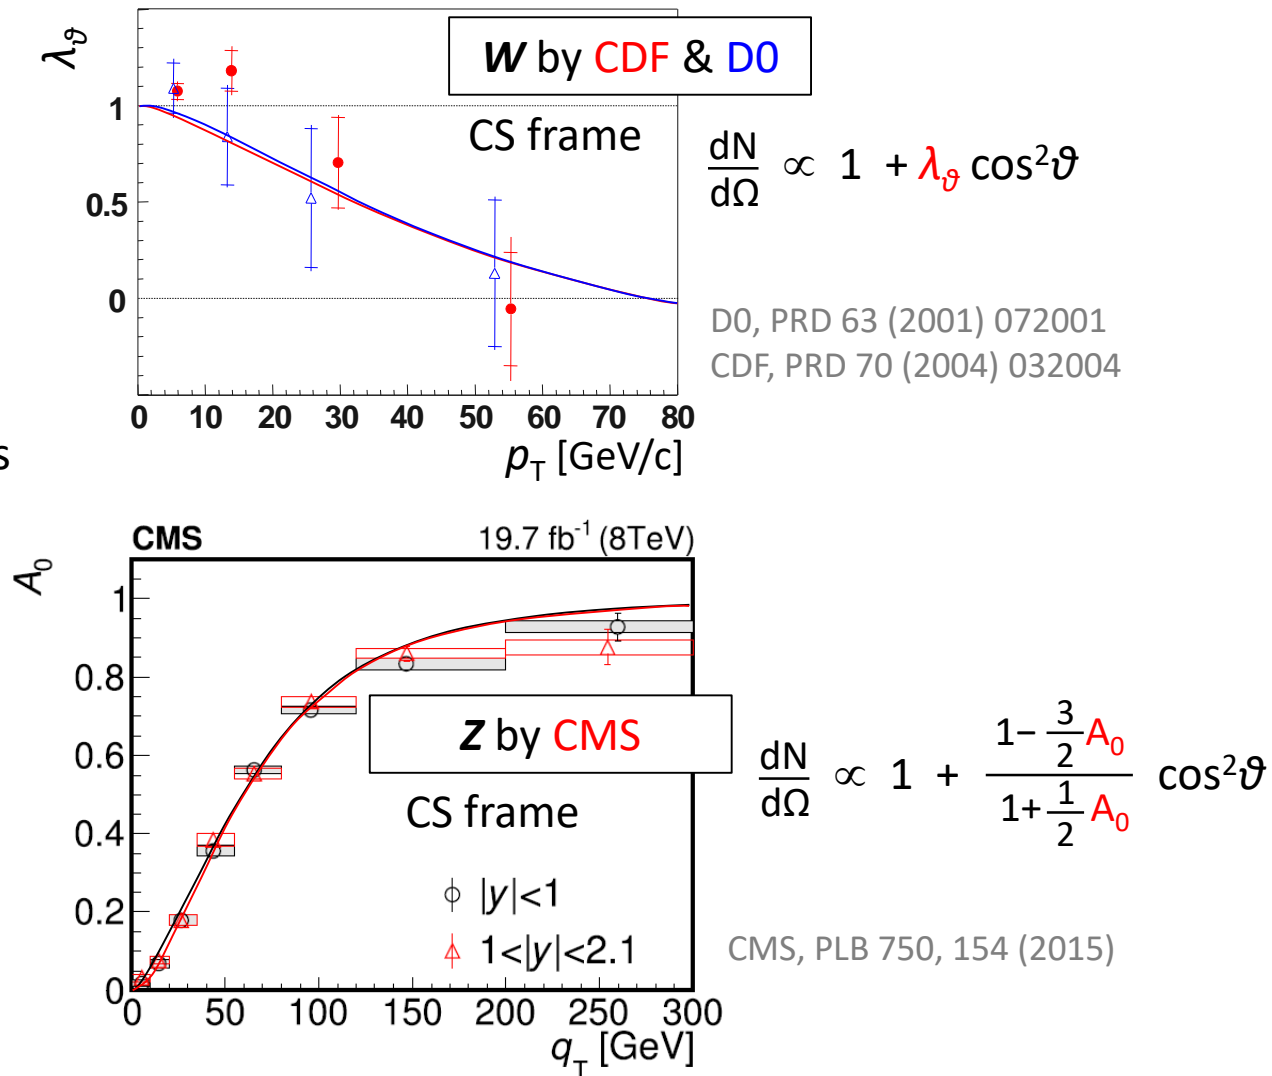 λϑ
W by CDF & D0
CS frame
1
0.5
0
0 10 20 30 40 50 60 70 80
pT [GeV/c]
dN/dΩ ∝ 1 + λϑ cos²ϑ
D0, PRD 63 (2001) 072001
CDF, PRD 70 (2004) 032004
s
CMS 19.7 fb⁻¹ (8TeV)
A₀
1
0.8
0.6
0.4
0.2
0
Z by CMS
CS frame
|y|<1
1<|y|<2.1
0 50 100 150 200 250 300
qT [GeV]
dN/dΩ ∝ 1 + (1− 3/2 A₀)/(1+ 1/2 A₀) cos²ϑ
CMS, PLB 750, 154 (2015)